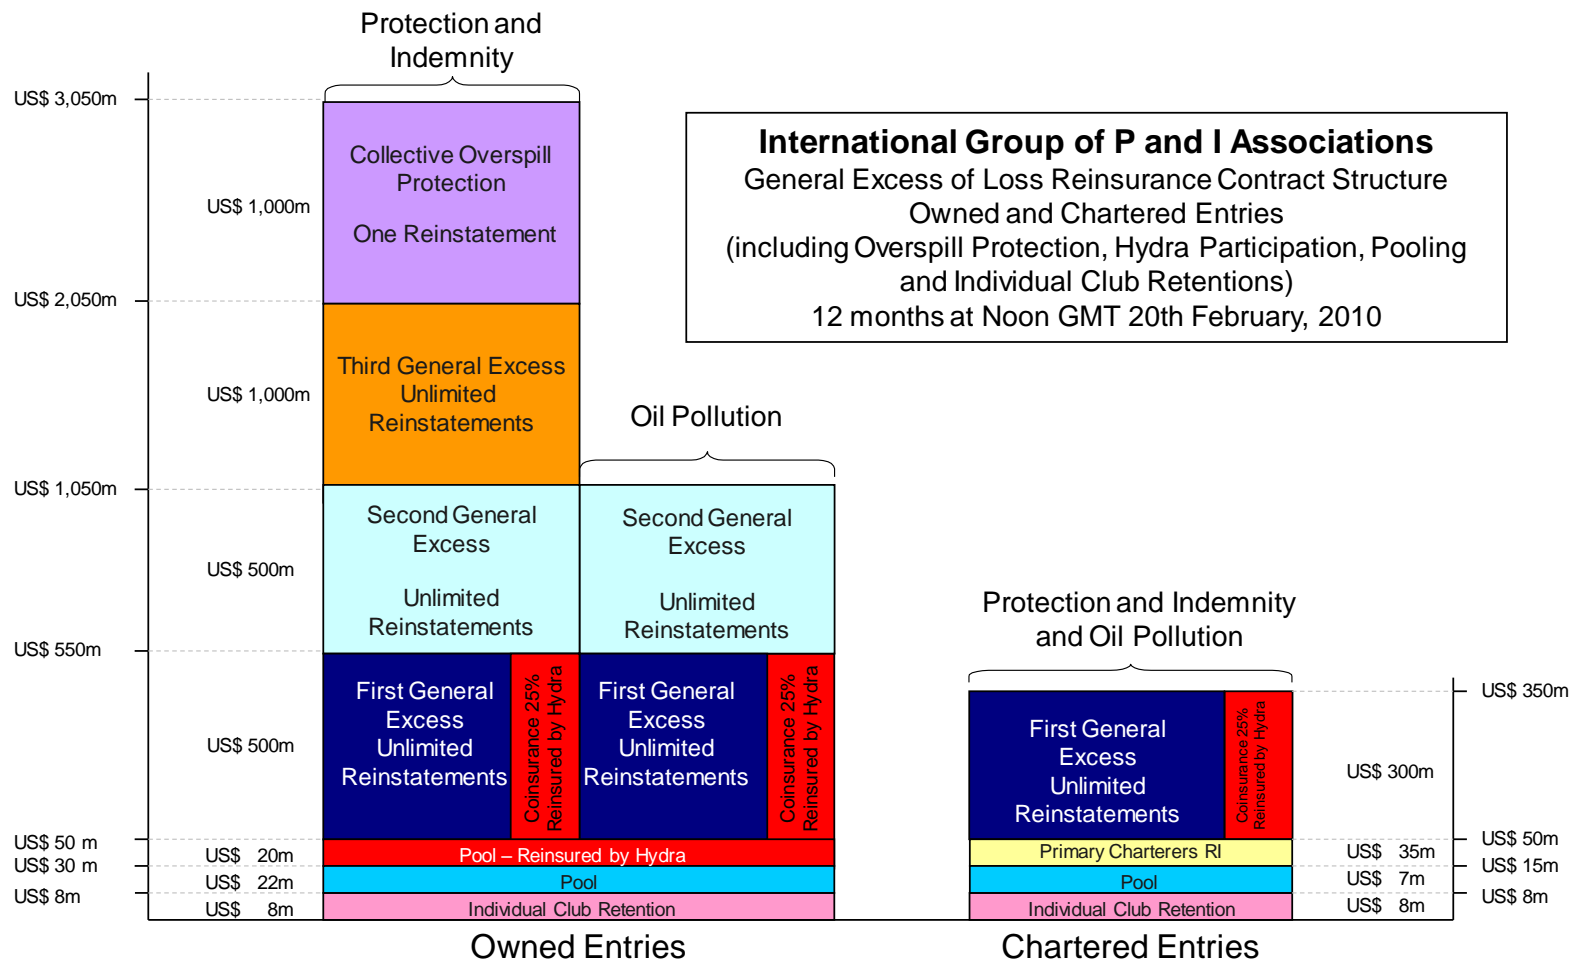 Protection and
Indemnity
US$ 3,050m
Collective Overspill
Protection
US$ 1,000m
One Reinstatement
International Group of P and I Associations
General Excess of Loss Reinsurance Contract Structure
Owned and Chartered Entries
(including Overspill Protection, Hydra Participation, Pooling
and Individual Club Retentions)
12 months at Noon GMT 20th February, 2010
US$ 2,050m
Third General Excess
Unlimited
Reinstatements
US$ 1,000m
Oil Pollution
US$ 1,050m
Second General
Excess
Unlimited
Reinstatements
Second General
Excess
Unlimited
Reinstatements
US$ 500m
US$ 550m
First General
Excess
Unlimited
Reinstatements
Coinsurance 25%
Reinsured by Hydra
First General
Excess
Unlimited
Reinstatements
Coinsurance 25%
Reinsured by Hydra
US$ 500m
US$ 50 m
US$ 20m
Pool – Reinsured by Hydra
US$ 30 m
US$ 22m
Pool
US$ 8m
US$ 8m
Individual Club Retention
Owned Entries
Protection and Indemnity
and Oil Pollution
US$ 350m
First General
Excess
Unlimited
Reinstatements
Coinsurance 25%
Reinsured by Hydra
US$ 300m
US$ 50m
Primary Charterers RI
US$ 35m
US$ 15m
Pool
US$ 7m
US$ 8m
Individual Club Retention
US$ 8m
Chartered Entries